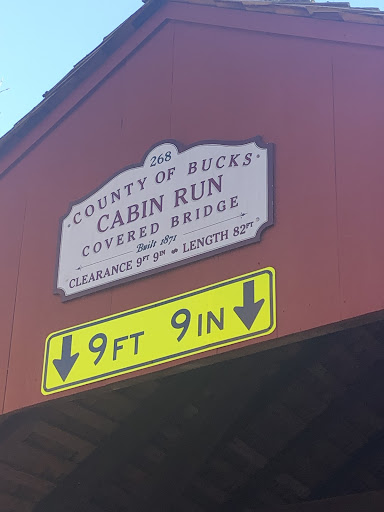 268
COUNTY OF BUCKS
CABIN RUN
COVERED BRIDGE
Built 1871
CLEARANCE 9FT 9IN LENGTH 82FT
9FT 9IN